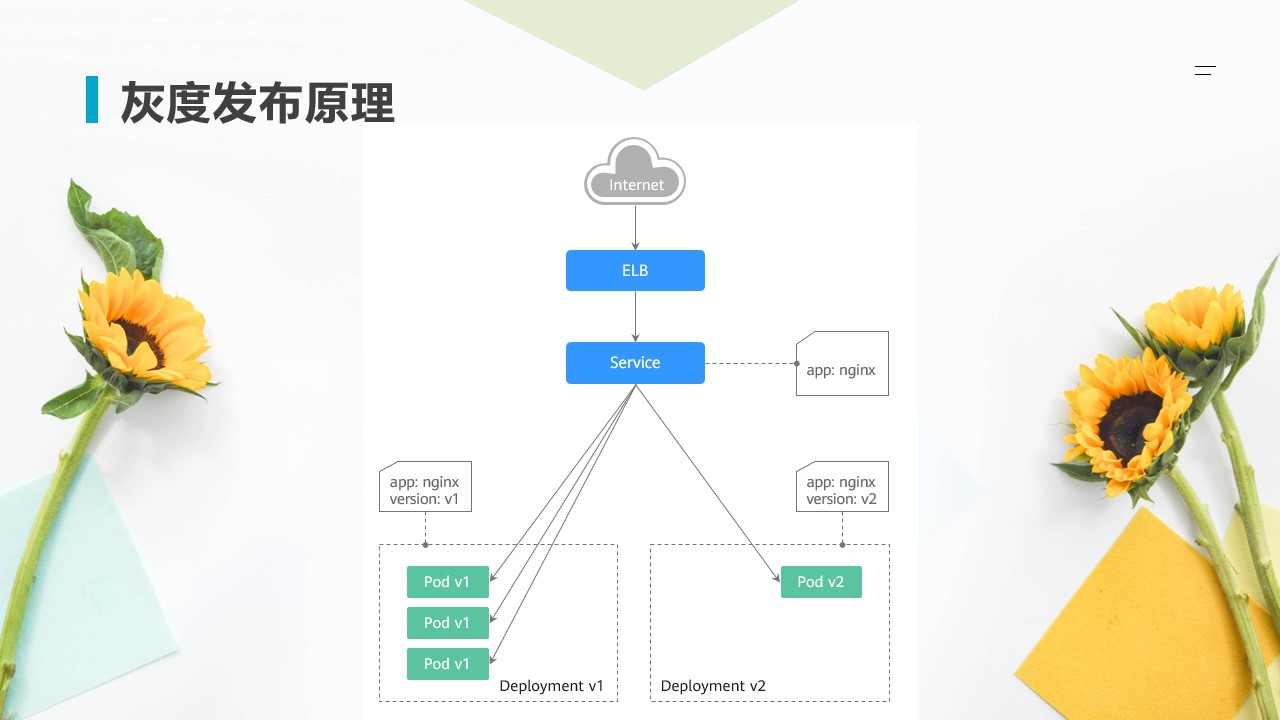 灰度发布原理
Internet
ELB
Service
app: nginx
app: nginx
version: v1
app: nginx
version: v2
Pod v1
Pod v2
Pod v1
Pod v1
Deployment v1
Deployment v2